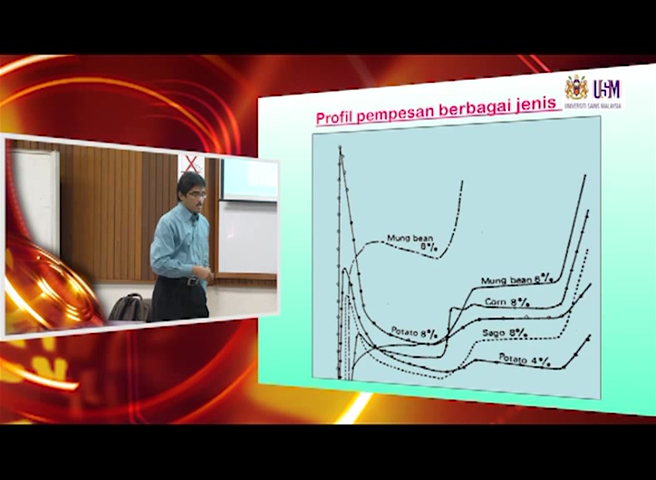 USM
UNIVERSITI SAINS MALAYSIA
Profil pempesan berbagai jenis
Mung bean
8%
Mung bean 6%
Corn 8%
Potato 8%
Sago 8%
Potato 4%